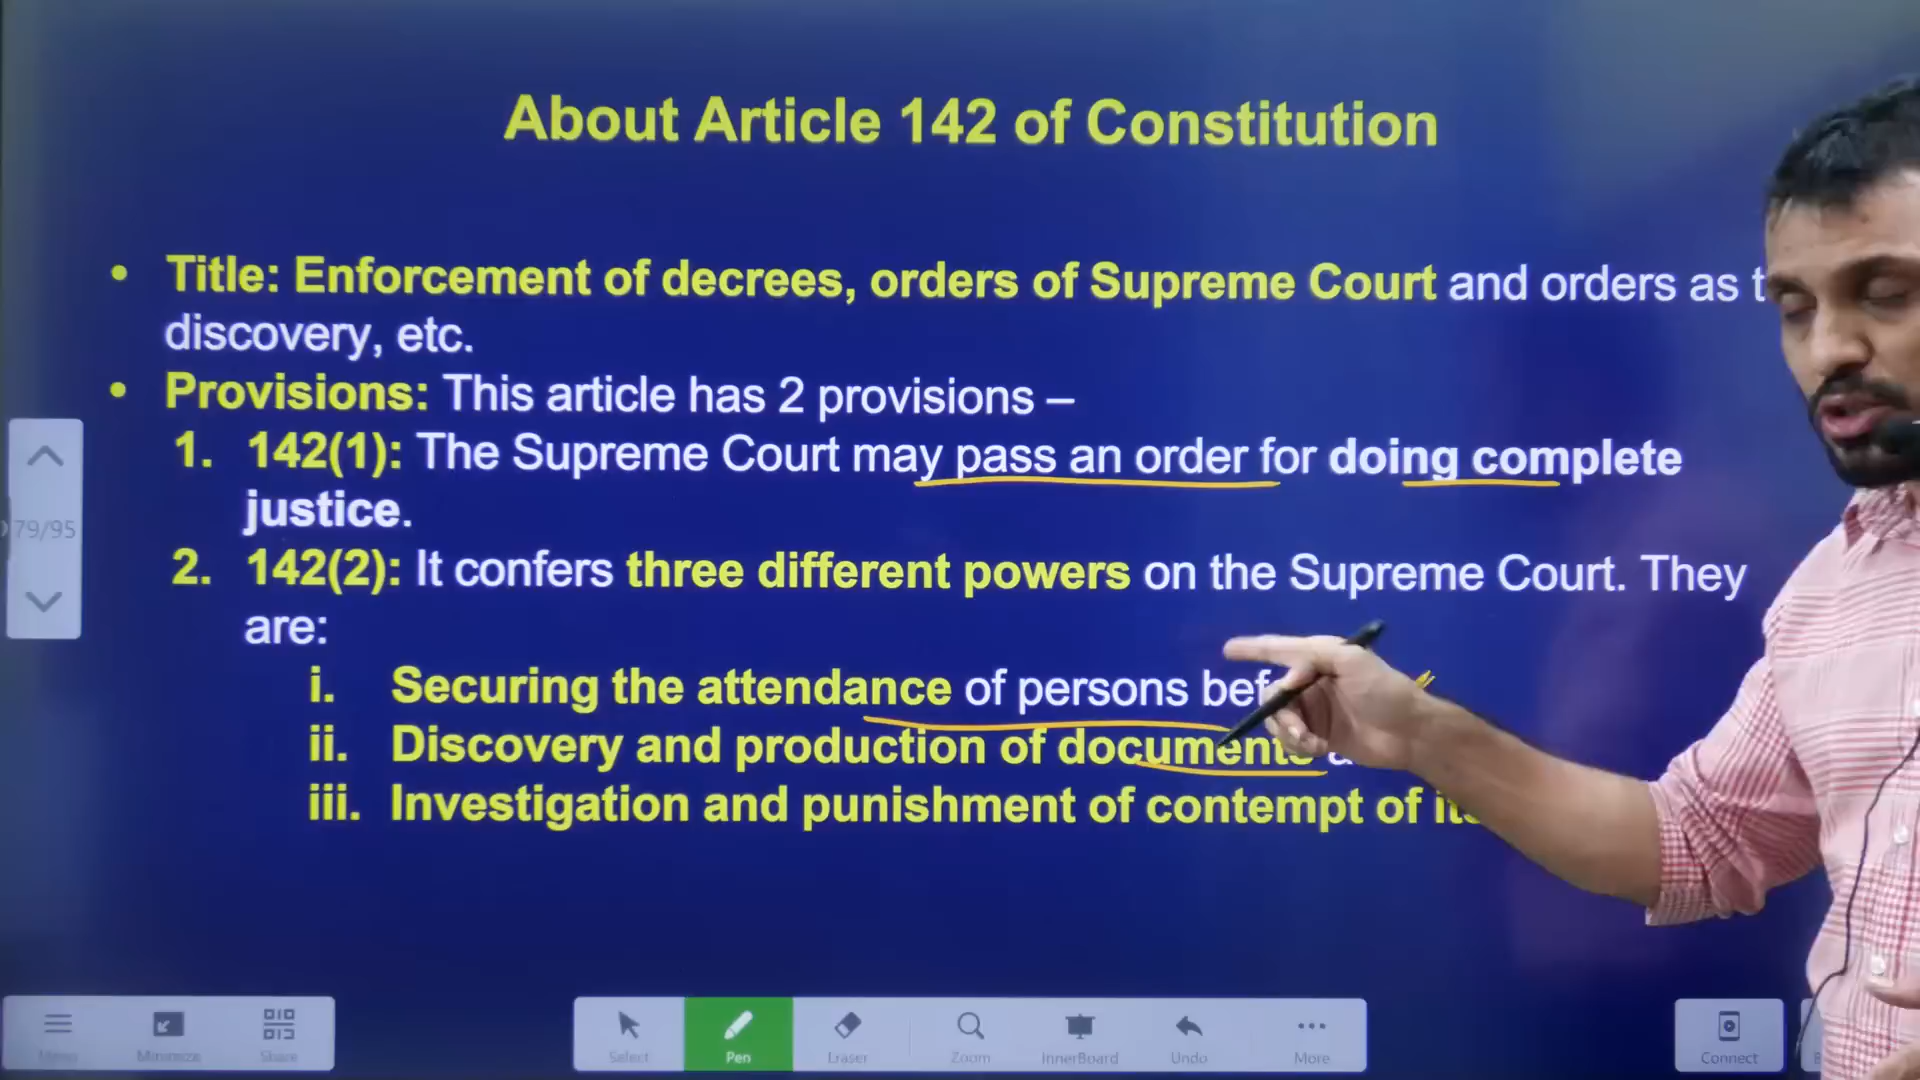 About Article 142 of Constitution
• Title: Enforcement of decrees, orders of Supreme Court and orders as
discovery, etc.
• Provisions: This article has 2 provisions –
1. 142(1): The Supreme Court may pass an order for doing complete
justice.
79/95
2. 142(2): It confers three different powers on the Supreme Court. They
are:
i. Securing the attendance of persons
ii. Discovery and production of documents
iii. Investigation and punishment of contempt of
Menu Minimize Share Select Pen Eraser Zoom InnerBoard Undo More Connect